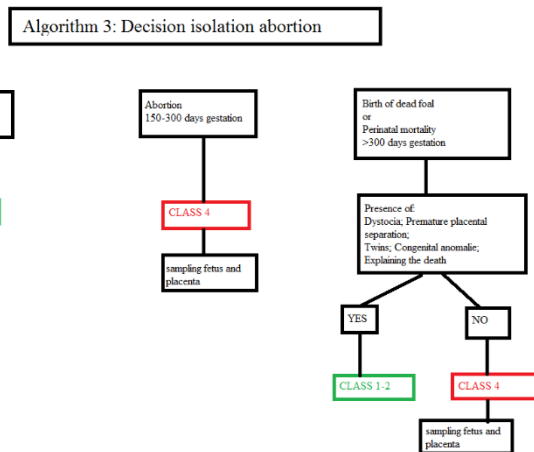 Algorithm 3: Decision isolation abortion
Abortion
150-300 days gestation
CLASS 4
sampling fetus and
placenta
Birth of dead foal
or
Perinatal mortality
>300 days gestation
Presence of:
Dystocia; Premature placental
separation;
Twins; Congenital anomalie;
Explaining the death
YES
NO
CLASS 1-2
CLASS 4
sampling fetus and
placenta